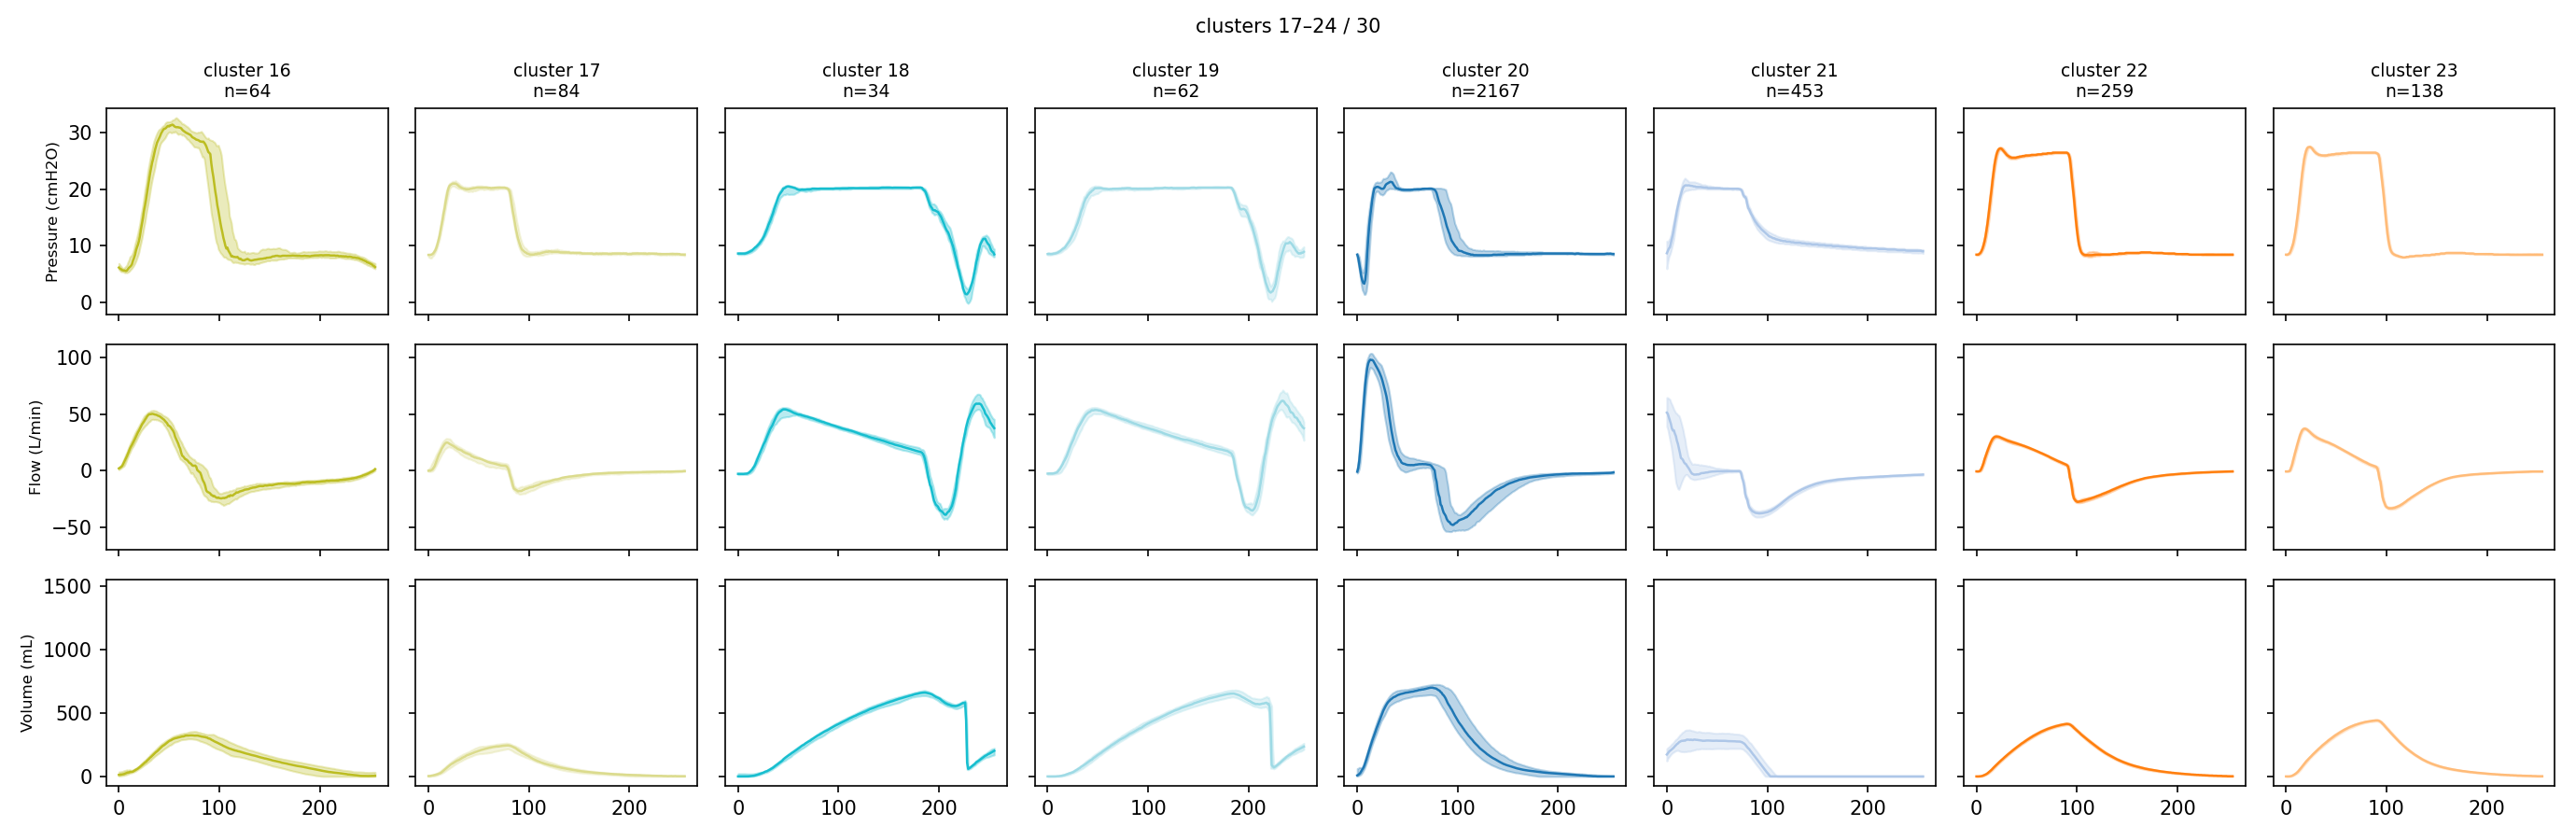 clusters 17–24 / 30
cluster 16
n=64
cluster 17
n=84
cluster 18
n=34
cluster 19
n=62
cluster 20
n=2167
cluster 21
n=453
cluster 22
n=259
cluster 23
n=138
Pressure (cmH2O)
30
20
10
0
Flow (L/min)
100
50
0
−50
Volume (mL)
1500
1000
500
0
0 100 200
0 100 200
0 100 200
0 100 200
0 100 200
0 100 200
0 100 200
0 100 200